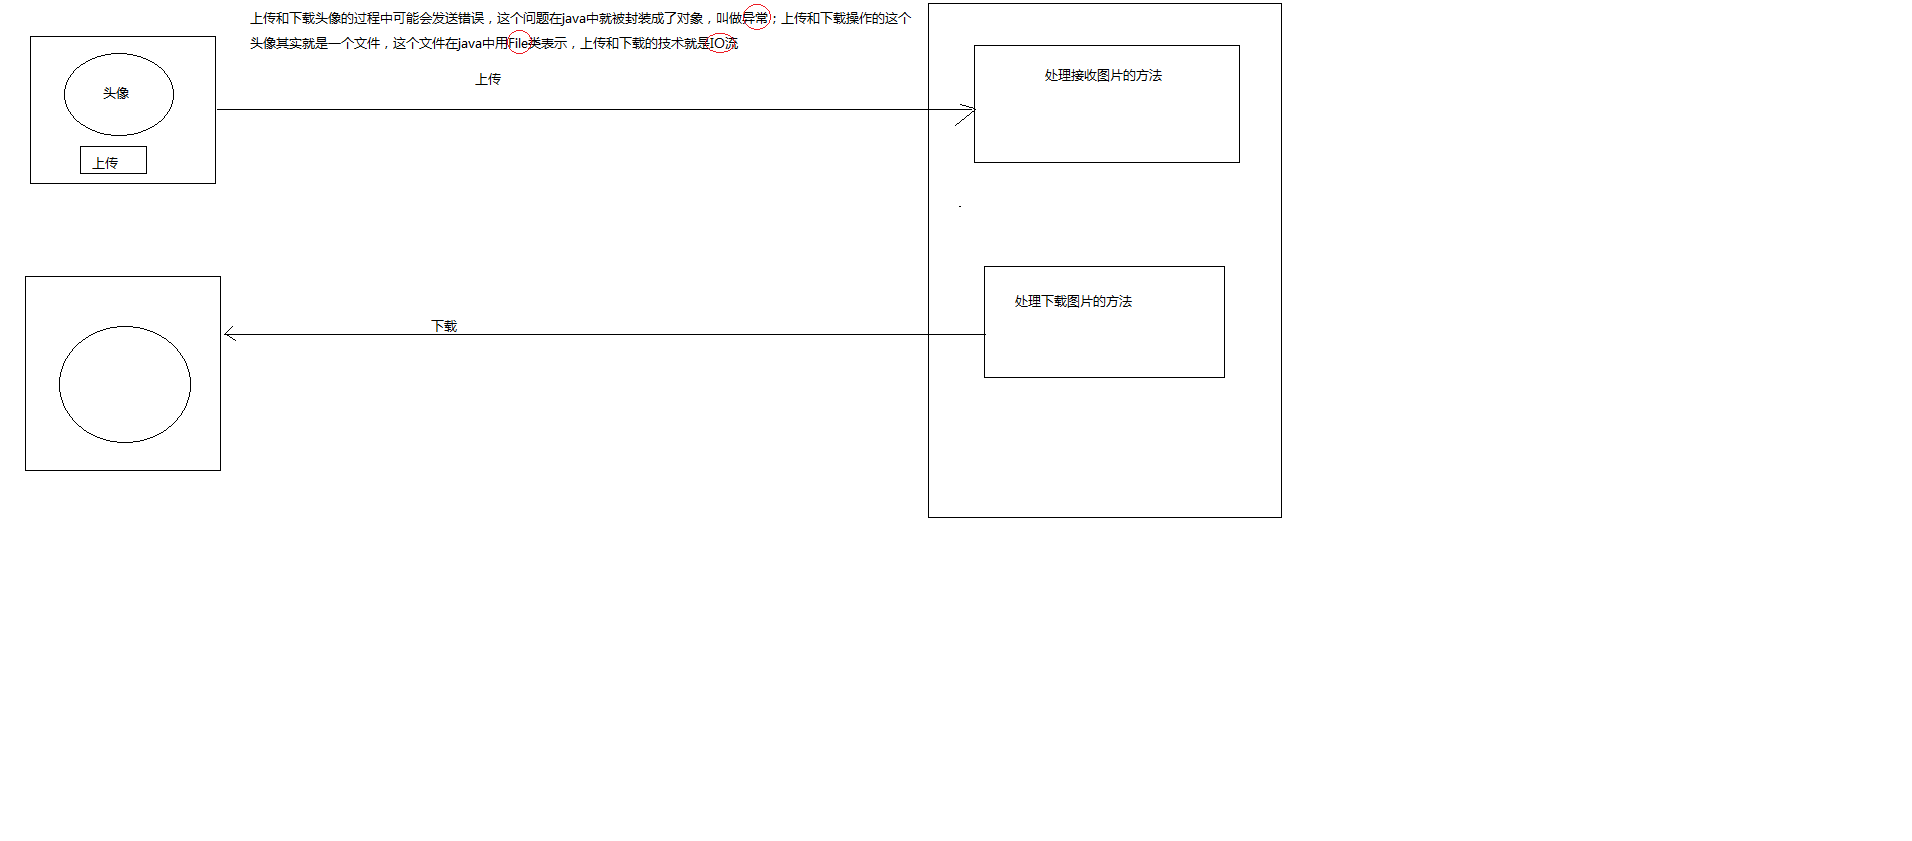 上传和下载头像的过程中可能会发送错误，这个问题在java中就被封装成了对象，叫做异常；上传和下载操作的这个
头像其实就是一个文件，这个文件在java中用File类表示，上传和下载的技术就是IO流
上传
处理接收图片的方法
头像
上传
处理下载图片的方法
下载